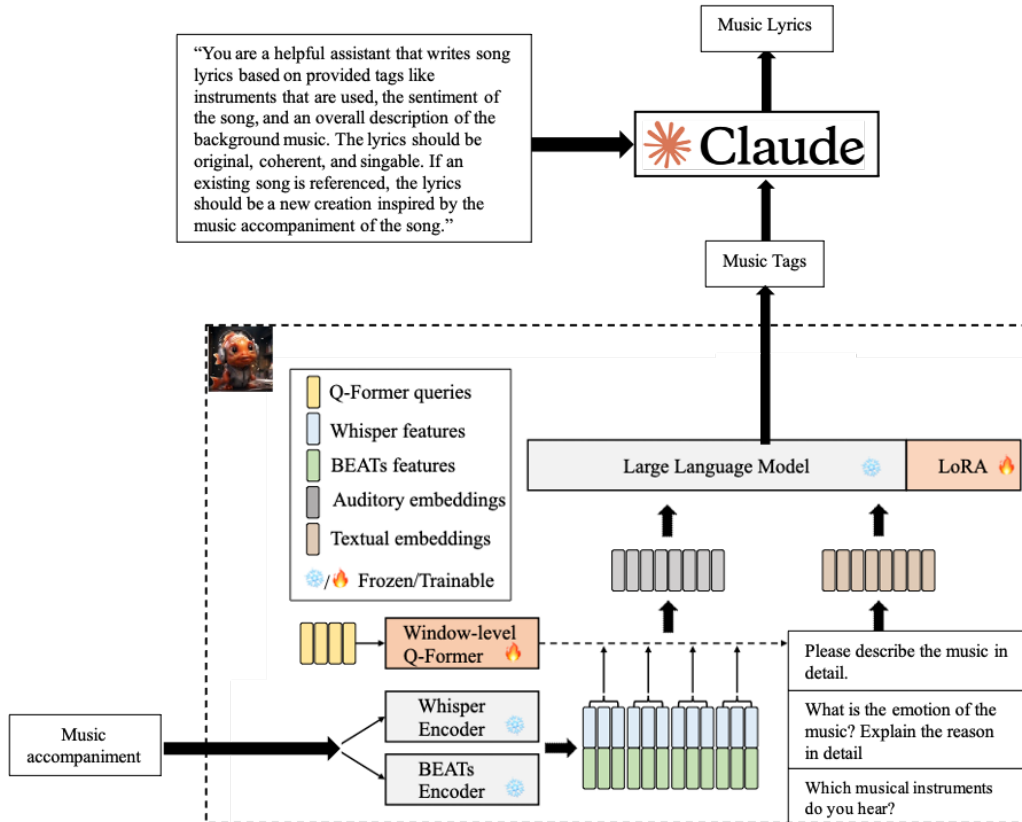 Music Lyrics
“You are a helpful assistant that writes song
lyrics based on provided tags like
instruments that are used, the sentiment of
the song, and an overall description of the
background music. The lyrics should be
original, coherent, and singable. If an
existing song is referenced, the lyrics
should be a new creation inspired by the
music accompaniment of the song.”
Claude
Music Tags
Q-Former queries
Whisper features
BEATs features
Auditory embeddings
Textual embeddings
/ Frozen/Trainable
Large Language Model
LoRA
Window-level
Q-Former
Whisper
Encoder
BEATs
Encoder
Music
accompaniment
Please describe the music in
detail.
What is the emotion of the
music? Explain the reason
in detail
Which musical instruments
do you hear?